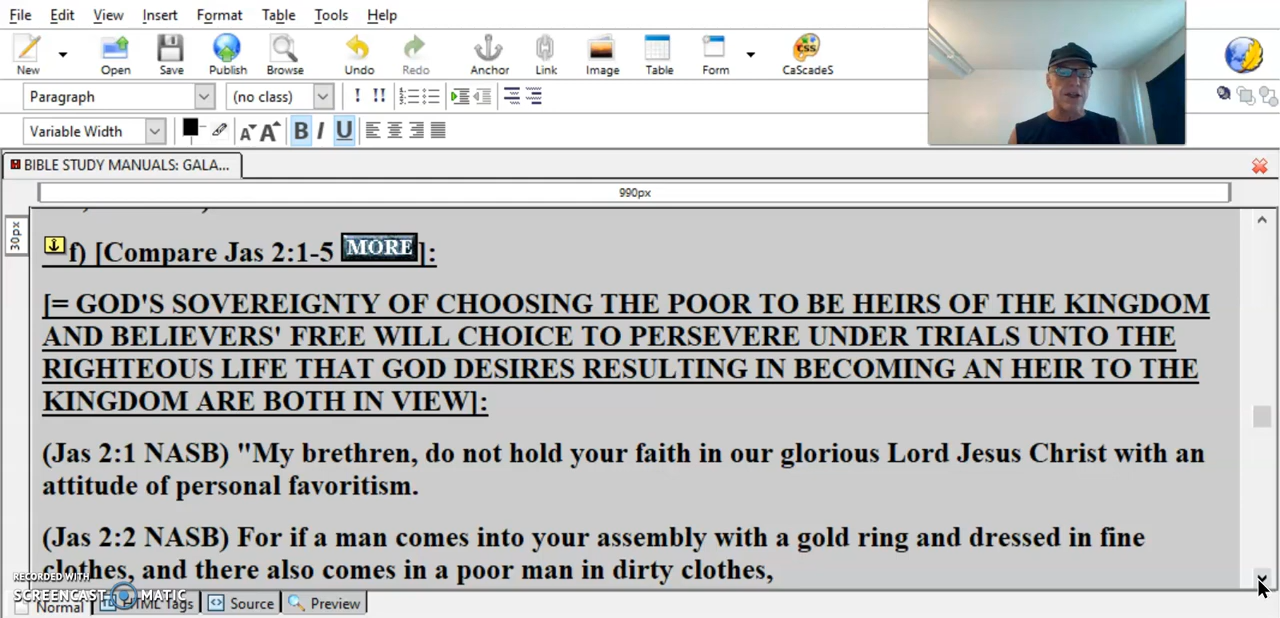 File Edit View Insert Format Table Tools Help
New Open Save Publish Browse Undo Redo Anchor Link Image Table Form CaScadeS
Paragraph (no class) ! !!
Variable Width B I U
BIBLE STUDY MANUALS: GALA...
990px
30px
f) [Compare Jas 2:1-5 MORE]:
[= GOD'S SOVEREIGNTY OF CHOOSING THE POOR TO BE HEIRS OF THE KINGDOM
AND BELIEVERS' FREE WILL CHOICE TO PERSEVERE UNDER TRIALS UNTO THE
RIGHTEOUS LIFE THAT GOD DESIRES RESULTING IN BECOMING AN HEIR TO THE
KINGDOM ARE BOTH IN VIEW]:
(Jas 2:1 NASB) "My brethren, do not hold your faith in our glorious Lord Jesus Christ with an
attitude of personal favoritism.
(Jas 2:2 NASB) For if a man comes into your assembly with a gold ring and dressed in fine
clothes, and there also comes in a poor man in dirty clothes,
RECORDED WITH
SCREENCAST MATIC
Normal HTML Tags Source Preview